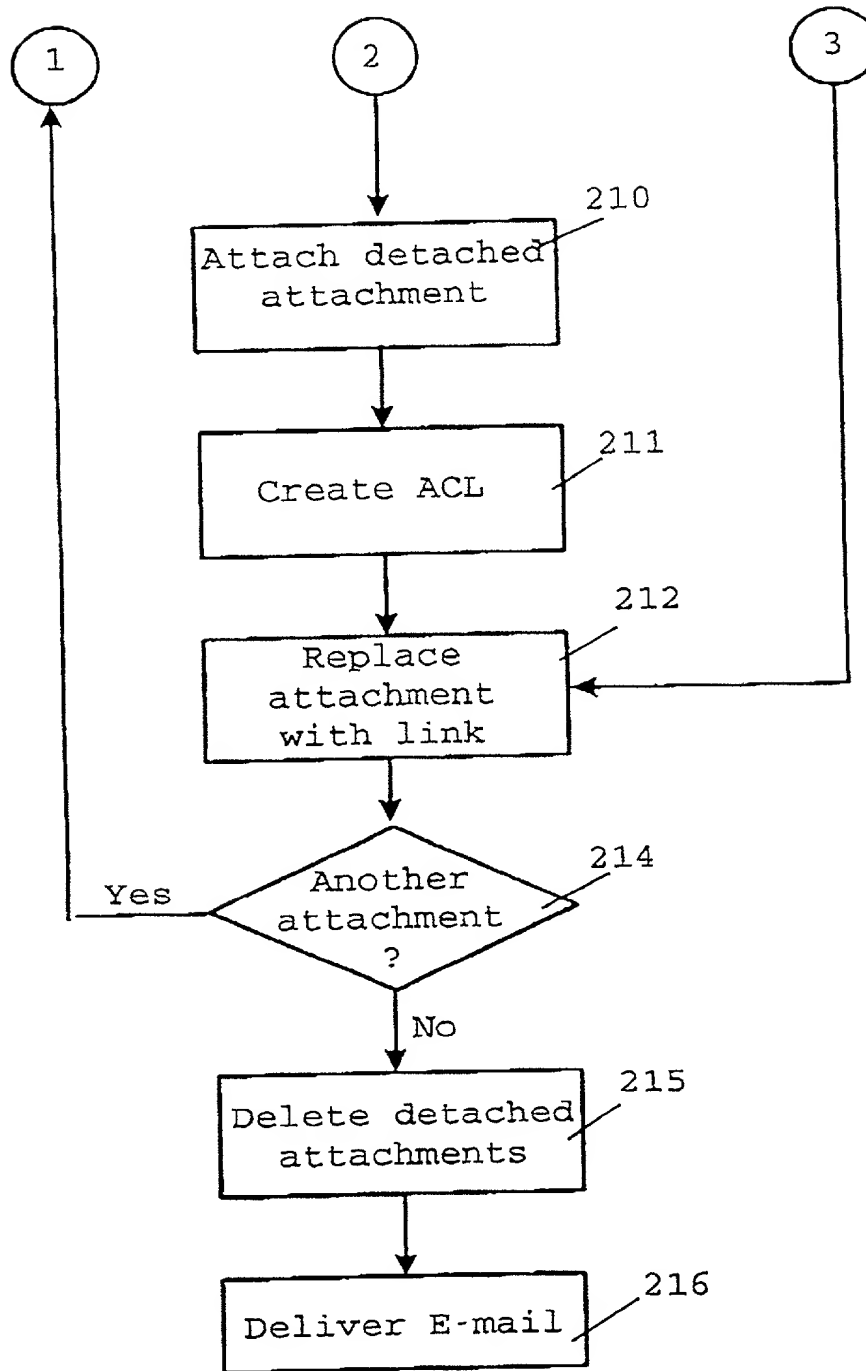 1
2
3
210
Attach detached
attachment
211
Create ACL
212
Replace
attachment
with link
214
Another
attachment
?
Yes
No
215
Delete detached
attachments
216
Deliver E-mail